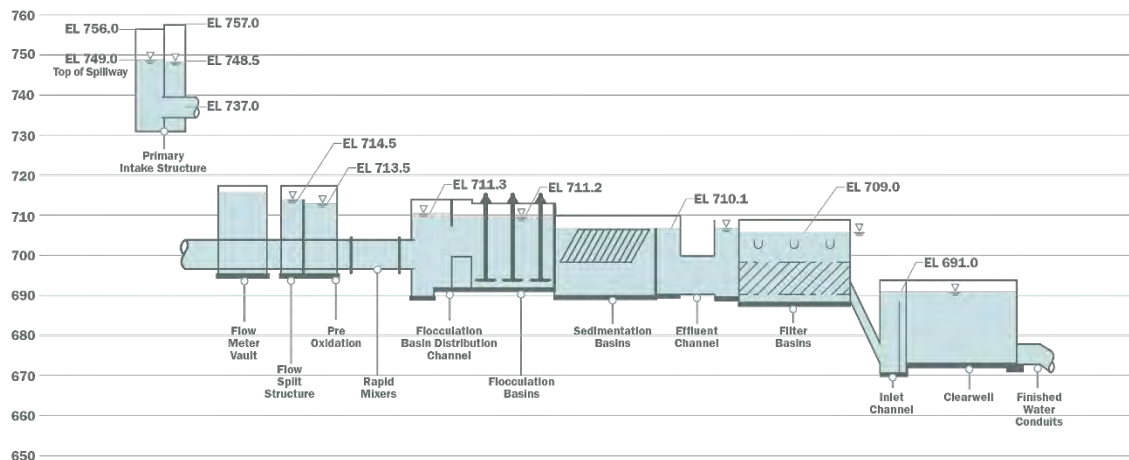 760
750
740
730
720
710
700
690
680
670
660
650
EL 756.0
EL 757.0
EL 749.0
Top of Spillway
EL 748.5
EL 737.0
Primary
Intake Structure
EL 714.5
EL 713.5
EL 711.3
EL 711.2
EL 710.1
EL 709.0
EL 691.0
Flow
Meter
Vault
Flow
Split
Structure
Pre
Oxidation
Rapid
Mixers
Flocculation
Basin Distribution
Channel
Flocculation
Basins
Sedimentation
Basins
Effluent
Channel
Filter
Basins
Inlet
Channel
Clearwell
Finished
Water
Conduits